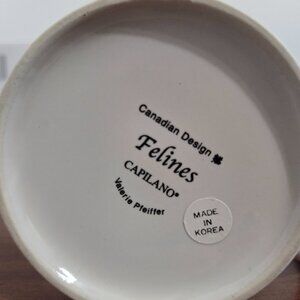 Canadian Design
Felines
CAPILANO®
Valerie Pfeiffer
MADE
IN
KOREA